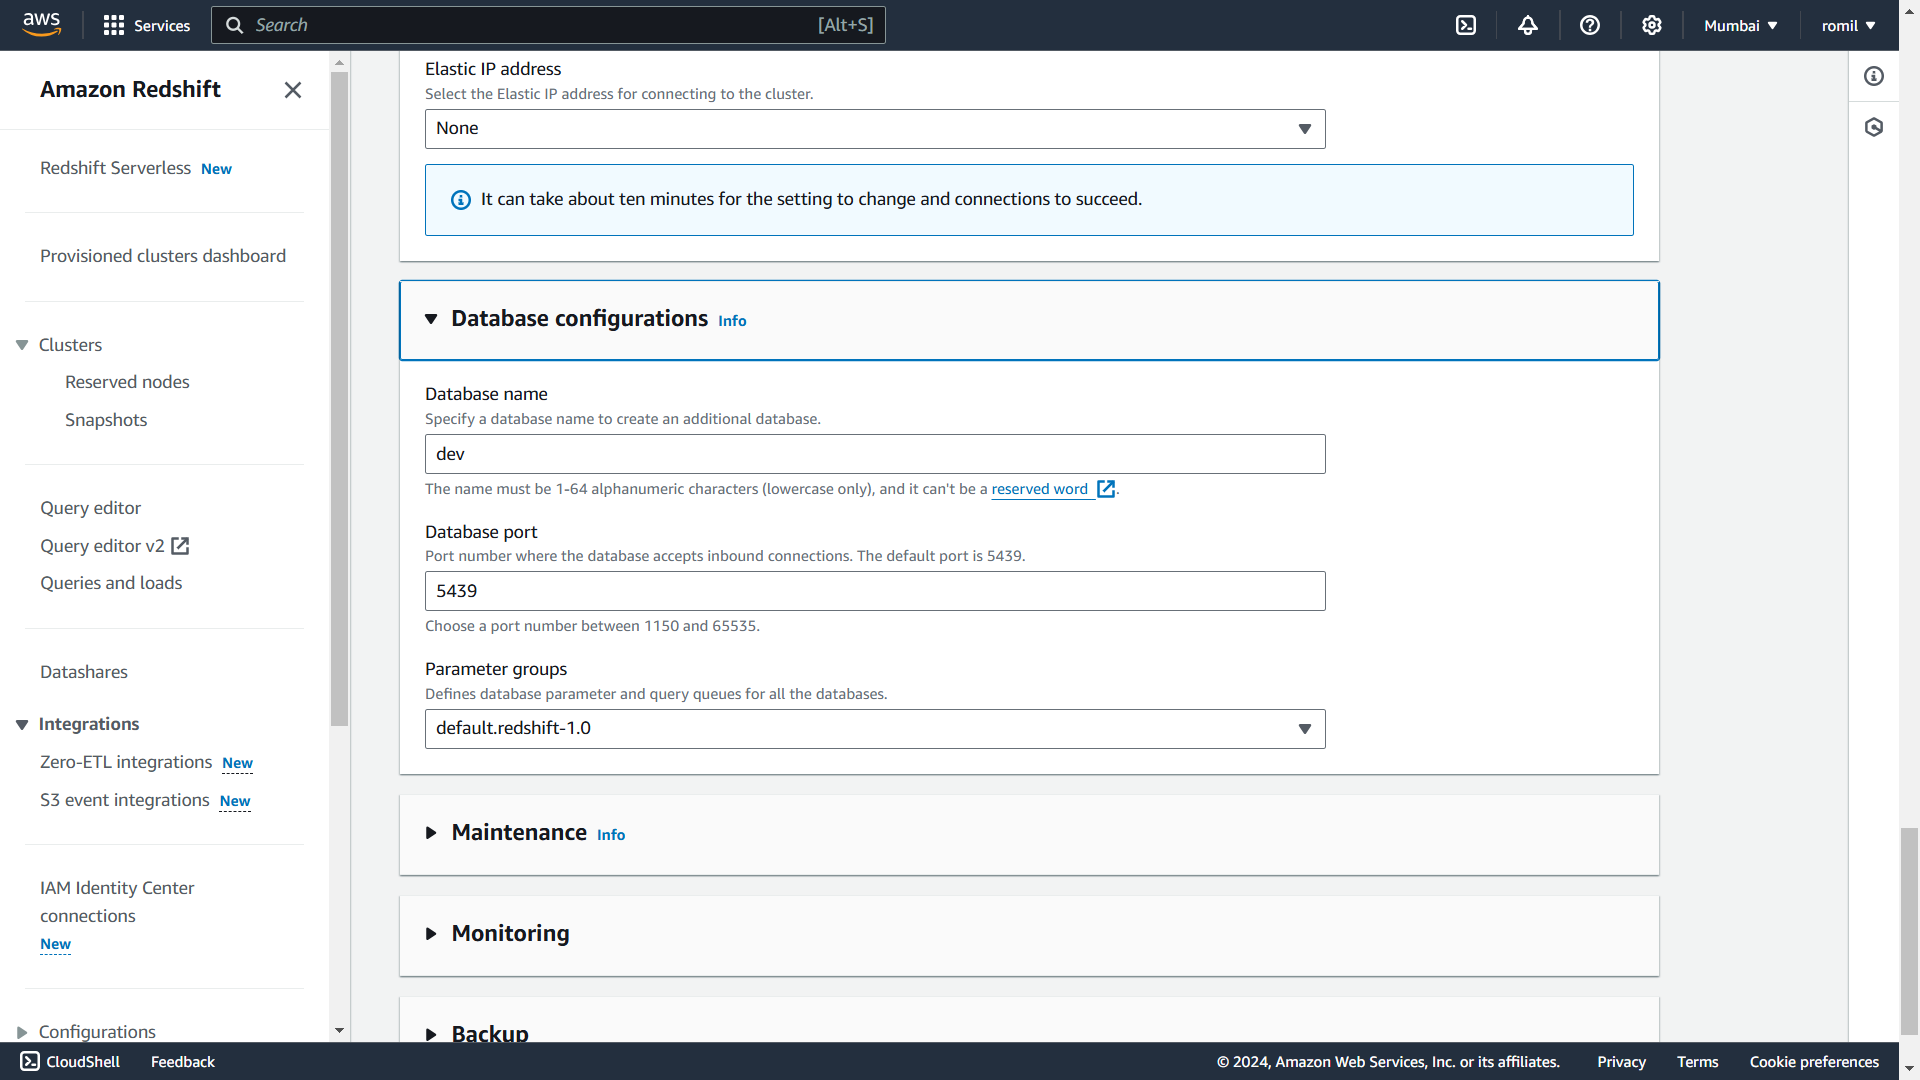 aws
Services
Search
[Alt+S]
Mumbai
romil
Amazon Redshift
Redshift Serverless New
Provisioned clusters dashboard
Clusters
Reserved nodes
Snapshots
Query editor
Query editor v2
Queries and loads
Datashares
Integrations
Zero-ETL integrations New
S3 event integrations New
IAM Identity Center
connections
New
Configurations
Elastic IP address
Select the Elastic IP address for connecting to the cluster.
None
It can take about ten minutes for the setting to change and connections to succeed.
Database configurations Info
Database name
Specify a database name to create an additional database.
dev
The name must be 1-64 alphanumeric characters (lowercase only), and it can't be a reserved word.
Database port
Port number where the database accepts inbound connections. The default port is 5439.
5439
Choose a port number between 1150 and 65535.
Parameter groups
Defines database parameter and query queues for all the databases.
default.redshift-1.0
Maintenance Info
Monitoring
Backup
CloudShell
Feedback
© 2024, Amazon Web Services, Inc. or its affiliates.
Privacy
Terms
Cookie preferences